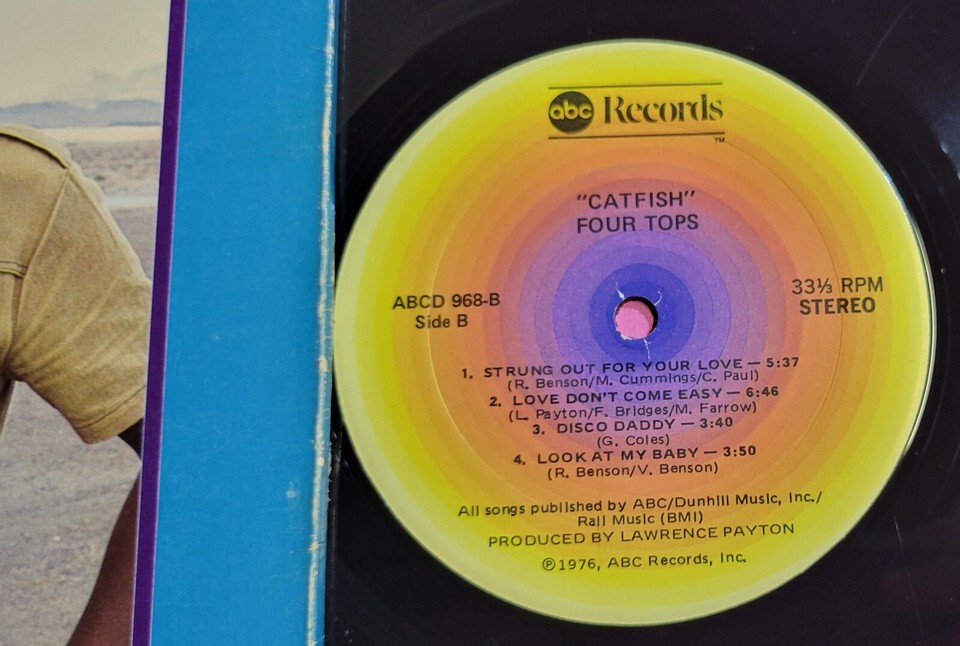 abc Records
TM
"CATFISH"
FOUR TOPS
ABCD 968-B
Side B
33⅓ RPM
STEREO
1. STRUNG OUT FOR YOUR LOVE — 5:37
(R. Benson/M. Cummings/C. Paul)
2. LOVE DON'T COME EASY — 6:46
(L. Payton/F. Bridges/M. Farrow)
3. DISCO DADDY — 3:40
(G. Coles)
4. LOOK AT MY BABY — 3:50
(R. Benson/V. Benson)
All songs published by ABC/Dunhill Music, Inc./
Rall Music (BMI)
PRODUCED BY LAWRENCE PAYTON
℗1976, ABC Records, Inc.